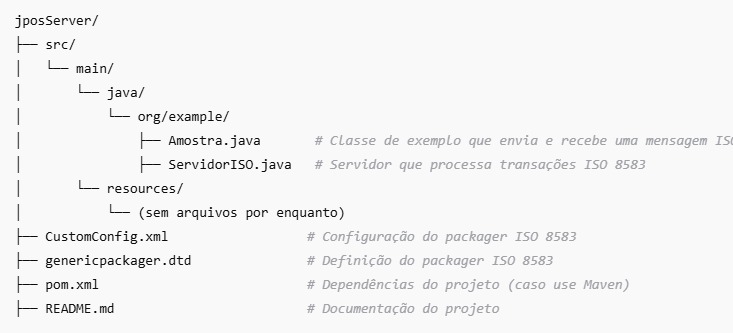 jposServer/
├── src/
│   └── main/
│       └── java/
│           └── org/example/
│               ├── Amostra.java       # Classe de exemplo que envia e recebe uma mensagem ISO
│               ├── ServidorISO.java   # Servidor que processa transações ISO 8583
│       └── resources/
│           └── (sem arquivos por enquanto)
├── CustomConfig.xml                  # Configuração do packager ISO 8583
├── genericpackager.dtd               # Definição do packager ISO 8583
├── pom.xml                           # Dependências do projeto (caso use Maven)
├── README.md                         # Documentação do projeto